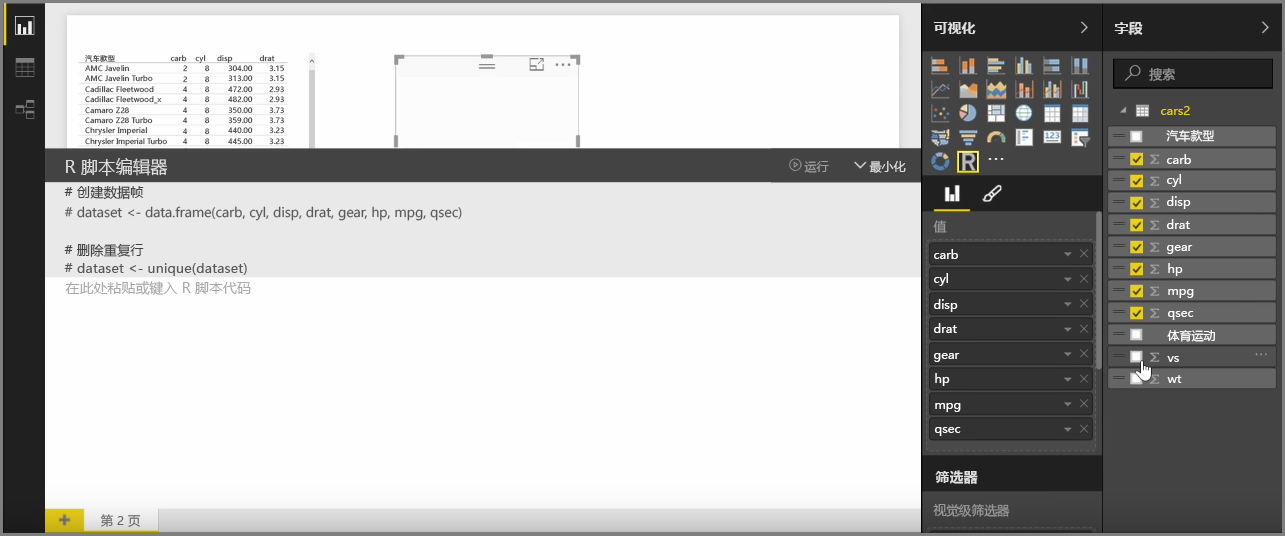 汽车款型 carb cyl disp drat
AMC Javelin 2 8 304.00 3.15
AMC Javelin Turbo 2 8 313.00 3.15
Cadillac Fleetwood 4 8 472.00 2.93
Cadillac Fleetwood_x 4 8 482.00 2.93
Camaro Z28 4 8 350.00 3.73
Camaro Z28 Turbo 4 8 359.00 3.73
Chrysler Imperial 4 8 440.00 3.23
Chrysler Imperial Turbo 4 8 445.00 3.23
R 脚本编辑器
运行
最小化
# 创建数据帧
# dataset <- data.frame(carb, cyl, disp, drat, gear, hp, mpg, qsec)
# 删除重复行
# dataset <- unique(dataset)
在此处粘贴或键入 R 脚本代码
第 2 页
可视化
R
值
carb
cyl
disp
drat
gear
hp
mpg
qsec
筛选器
视觉级筛选器
字段
搜索
cars2
汽车款型
carb
cyl
disp
drat
gear
hp
mpg
qsec
体育运动
vs
wt